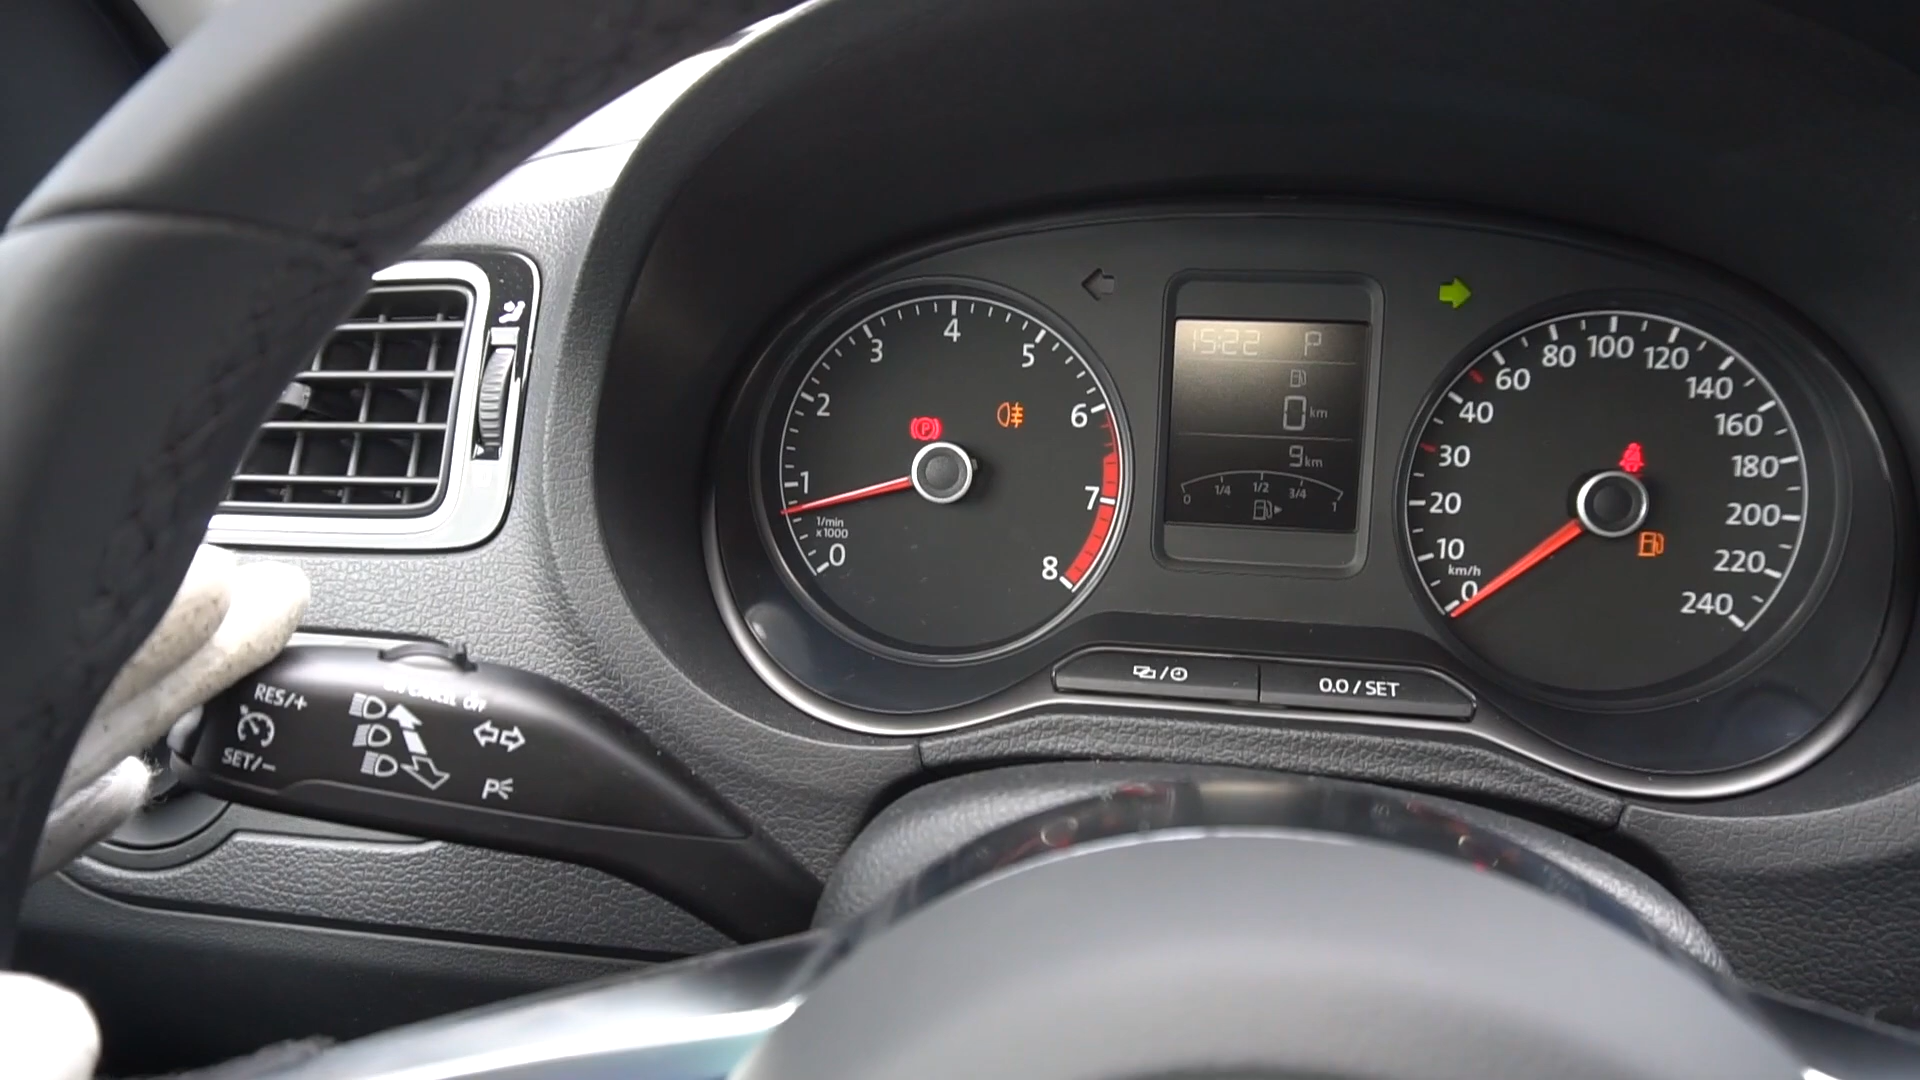 RES/+
SET/-
P
0
1
2
3
4
5
6
7
8
1/min
x1000
P
15:22 P
0 km
9 km
0 1/4 1/2 3/4 1
0
10
20
30
40
60
80
100
120
140
160
180
200
220
240
km/h
0.0/SET